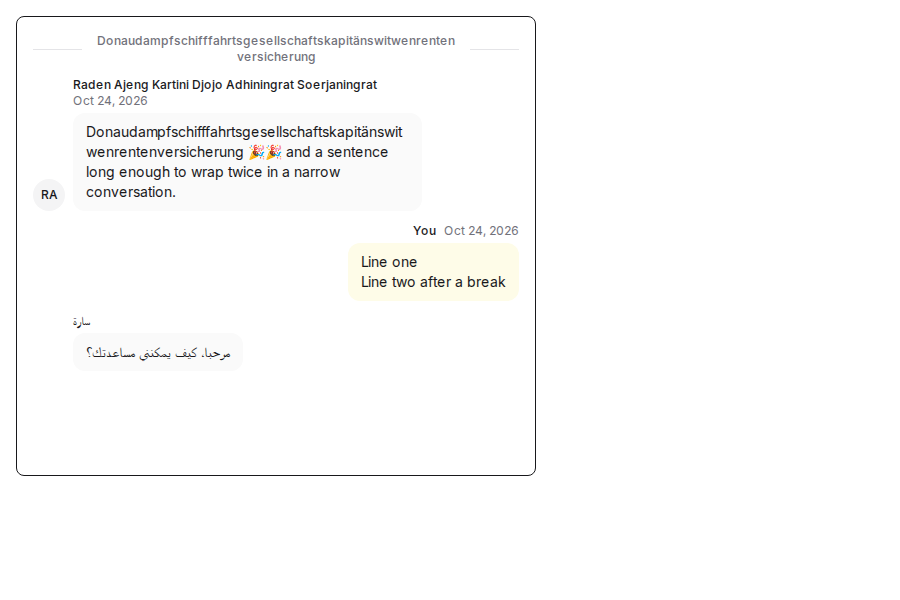 Donaudampfschifffahrtsgesellschaftskapitänswitwenrenten
versicherung
Raden Ajeng Kartini Djojo Adhiningrat Soerjaningrat
Oct 24, 2026
Donaudampfschifffahrtsgesellschaftskapitänswit
wenrentenversicherung 🎉🎉 and a sentence
long enough to wrap twice in a narrow
conversation.
RA
You Oct 24, 2026
Line one
Line two after a break
سارة
مرحبا، كيف يمكنني مساعدتك؟